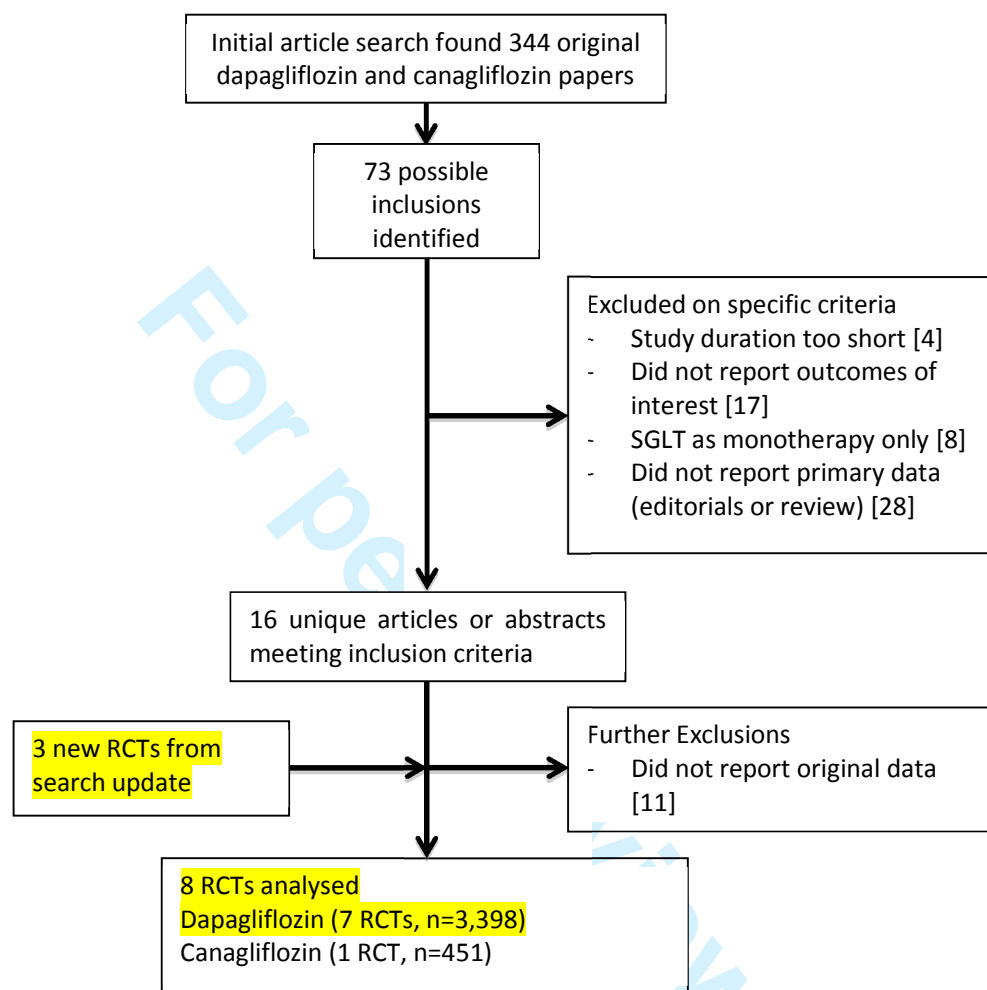 Initial article search found 344 original
dapagliflozin and canagliflozin papers
73 possible
inclusions
identified
Excluded on specific criteria
- Study duration too short [4]
- Did not report outcomes of
interest [17]
- SGLT as monotherapy only [8]
- Did not report primary data
(editorials or review) [28]
16 unique articles or abstracts
meeting inclusion criteria
3 new RCTs from
search update
Further Exclusions
- Did not report original data
[11]
8 RCTs analysed
Dapagliflozin (7 RCTs, n=3,398)
Canagliflozin (1 RCT, n=451)
For pe